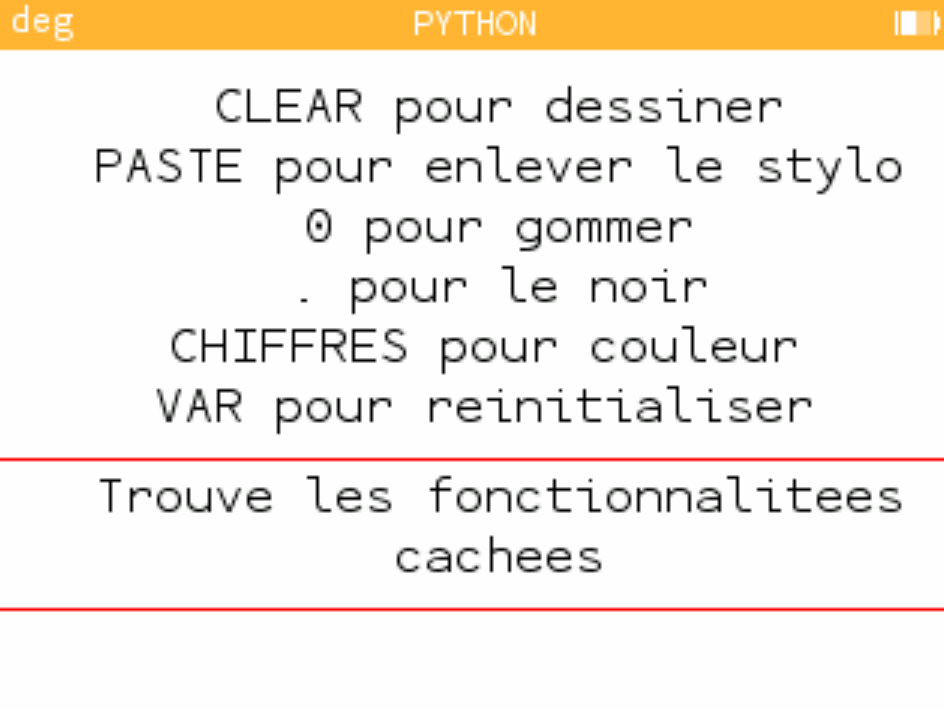 deg PYTHON
CLEAR pour dessiner
PASTE pour enlever le stylo
0 pour gommer
. pour le noir
CHIFFRES pour couleur
VAR pour reinitialiser
Trouve les fonctionnalitees
cachees